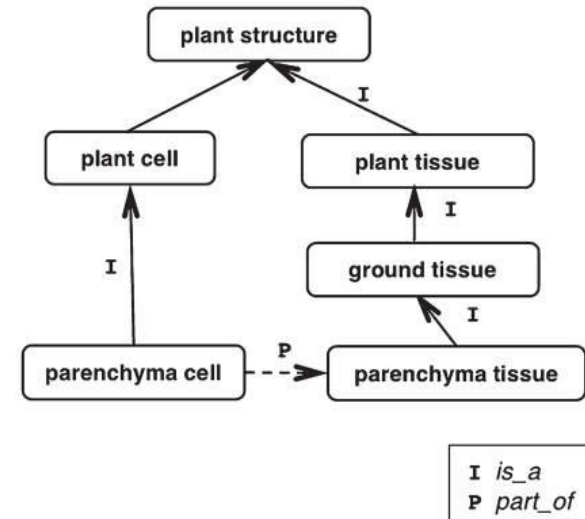 plant structure
I
plant cell
plant tissue
I
I
ground tissue
I
P
parenchyma cell
parenchyma tissue
I is_a
P part_of